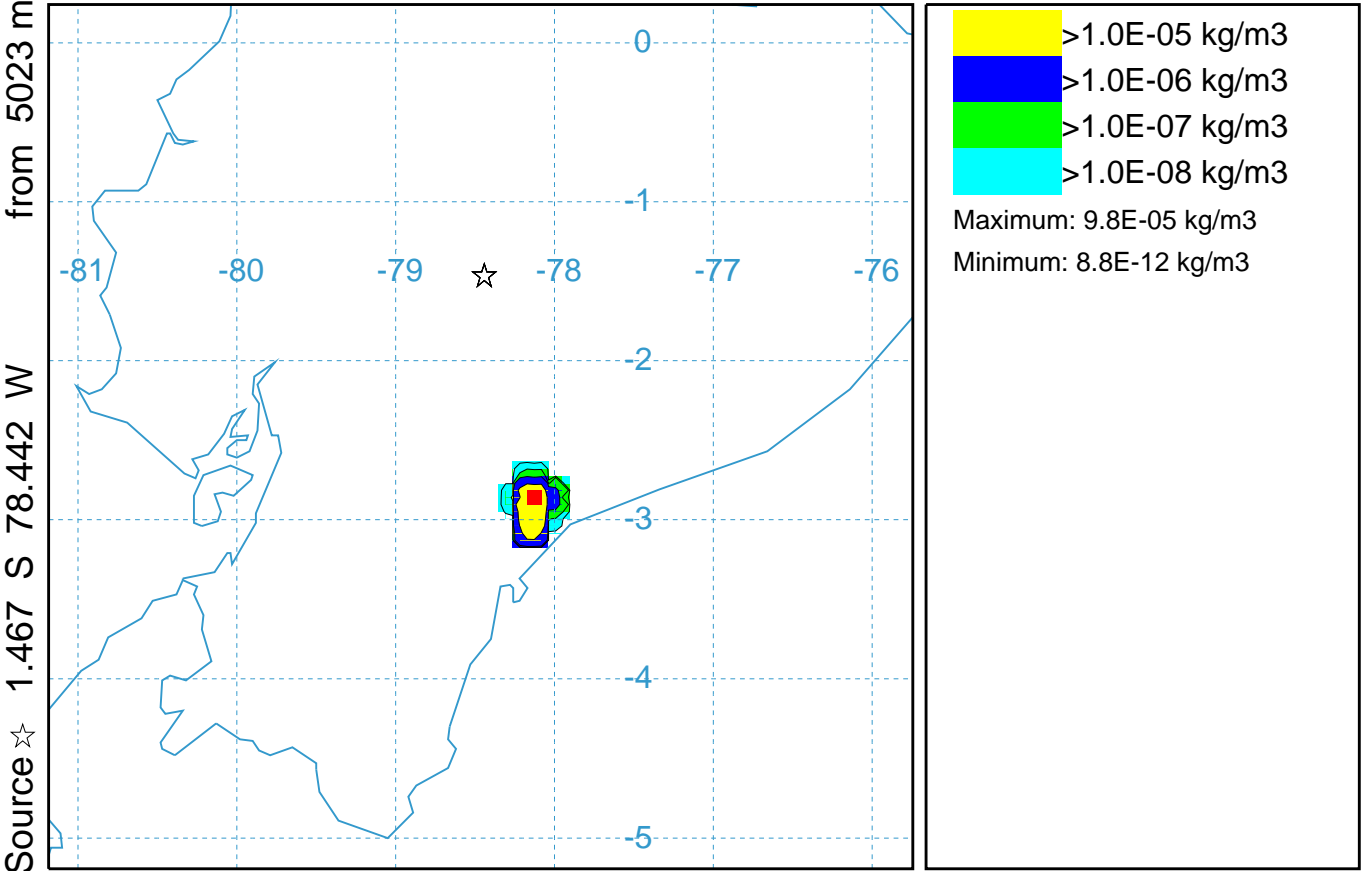 Source ☆ 1.467 S 78.442 W from 5023 m
0
-1
-81 -80 -79 -78 -77 -76
-2
-3
-4
-5
>1.0E-05 kg/m3
>1.0E-06 kg/m3
>1.0E-07 kg/m3
>1.0E-08 kg/m3
Maximum: 9.8E-05 kg/m3
Minimum: 8.8E-12 kg/m3